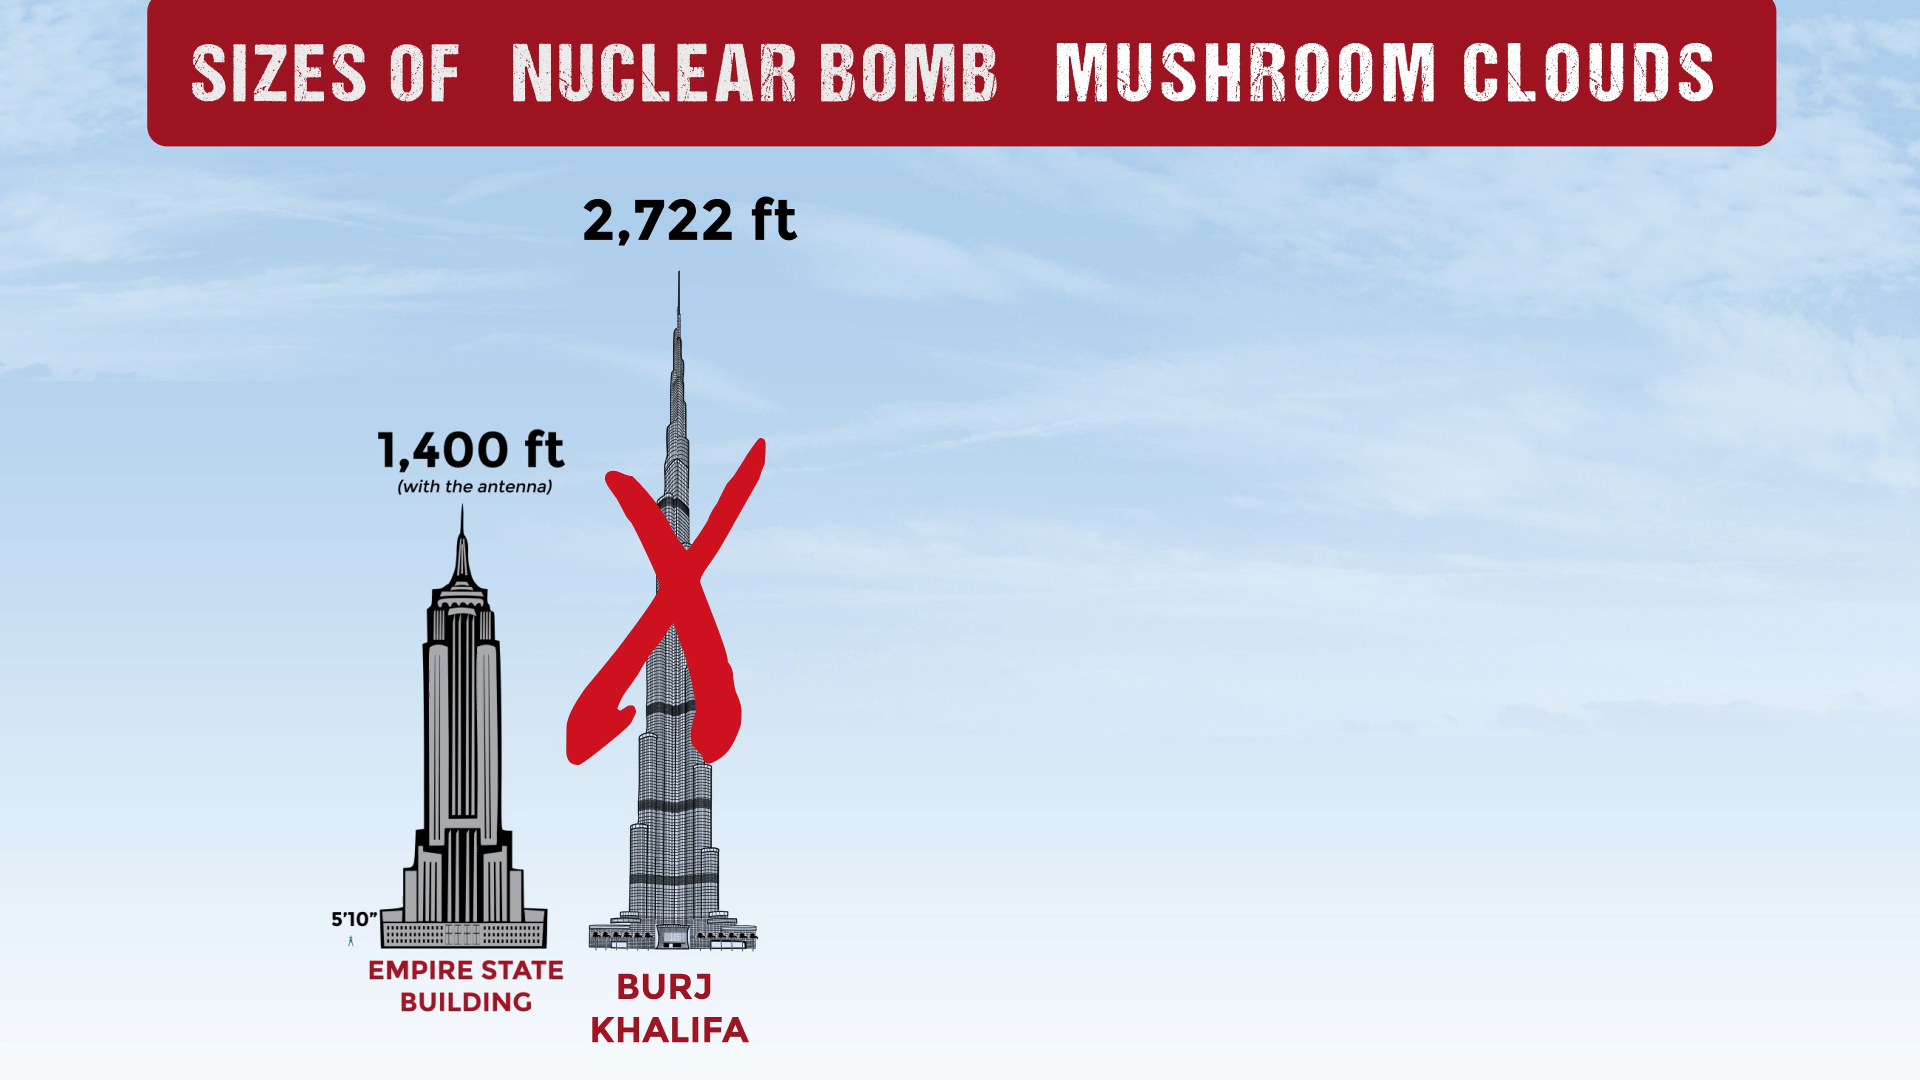 SIZES OF NUCLEAR BOMB MUSHROOM CLOUDS
2,722 ft
1,400 ft
(with the antenna)
5'10”
EMPIRE STATE
BUILDING
BURJ
KHALIFA